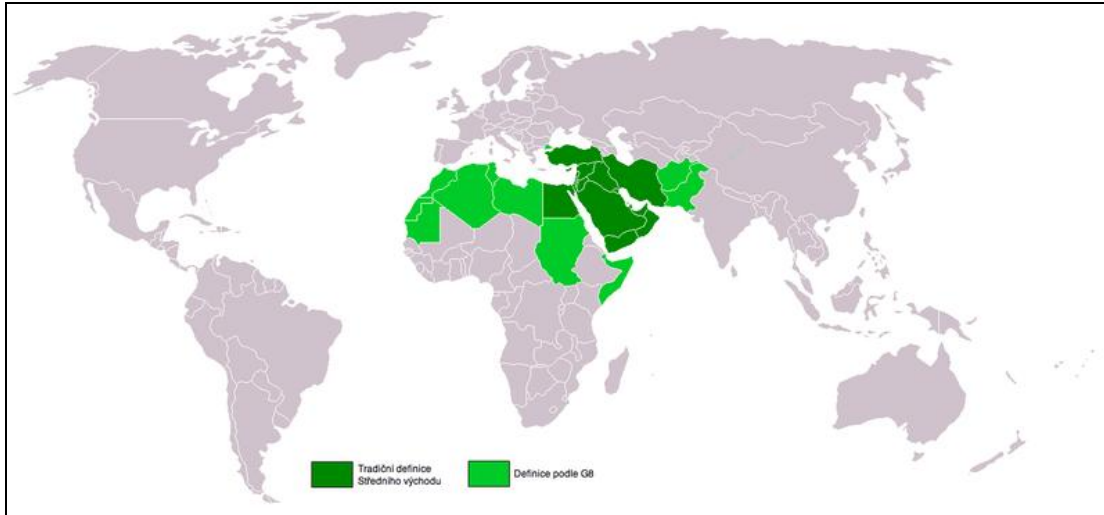 Tradiční definice
Středního východu
Definice podle G8